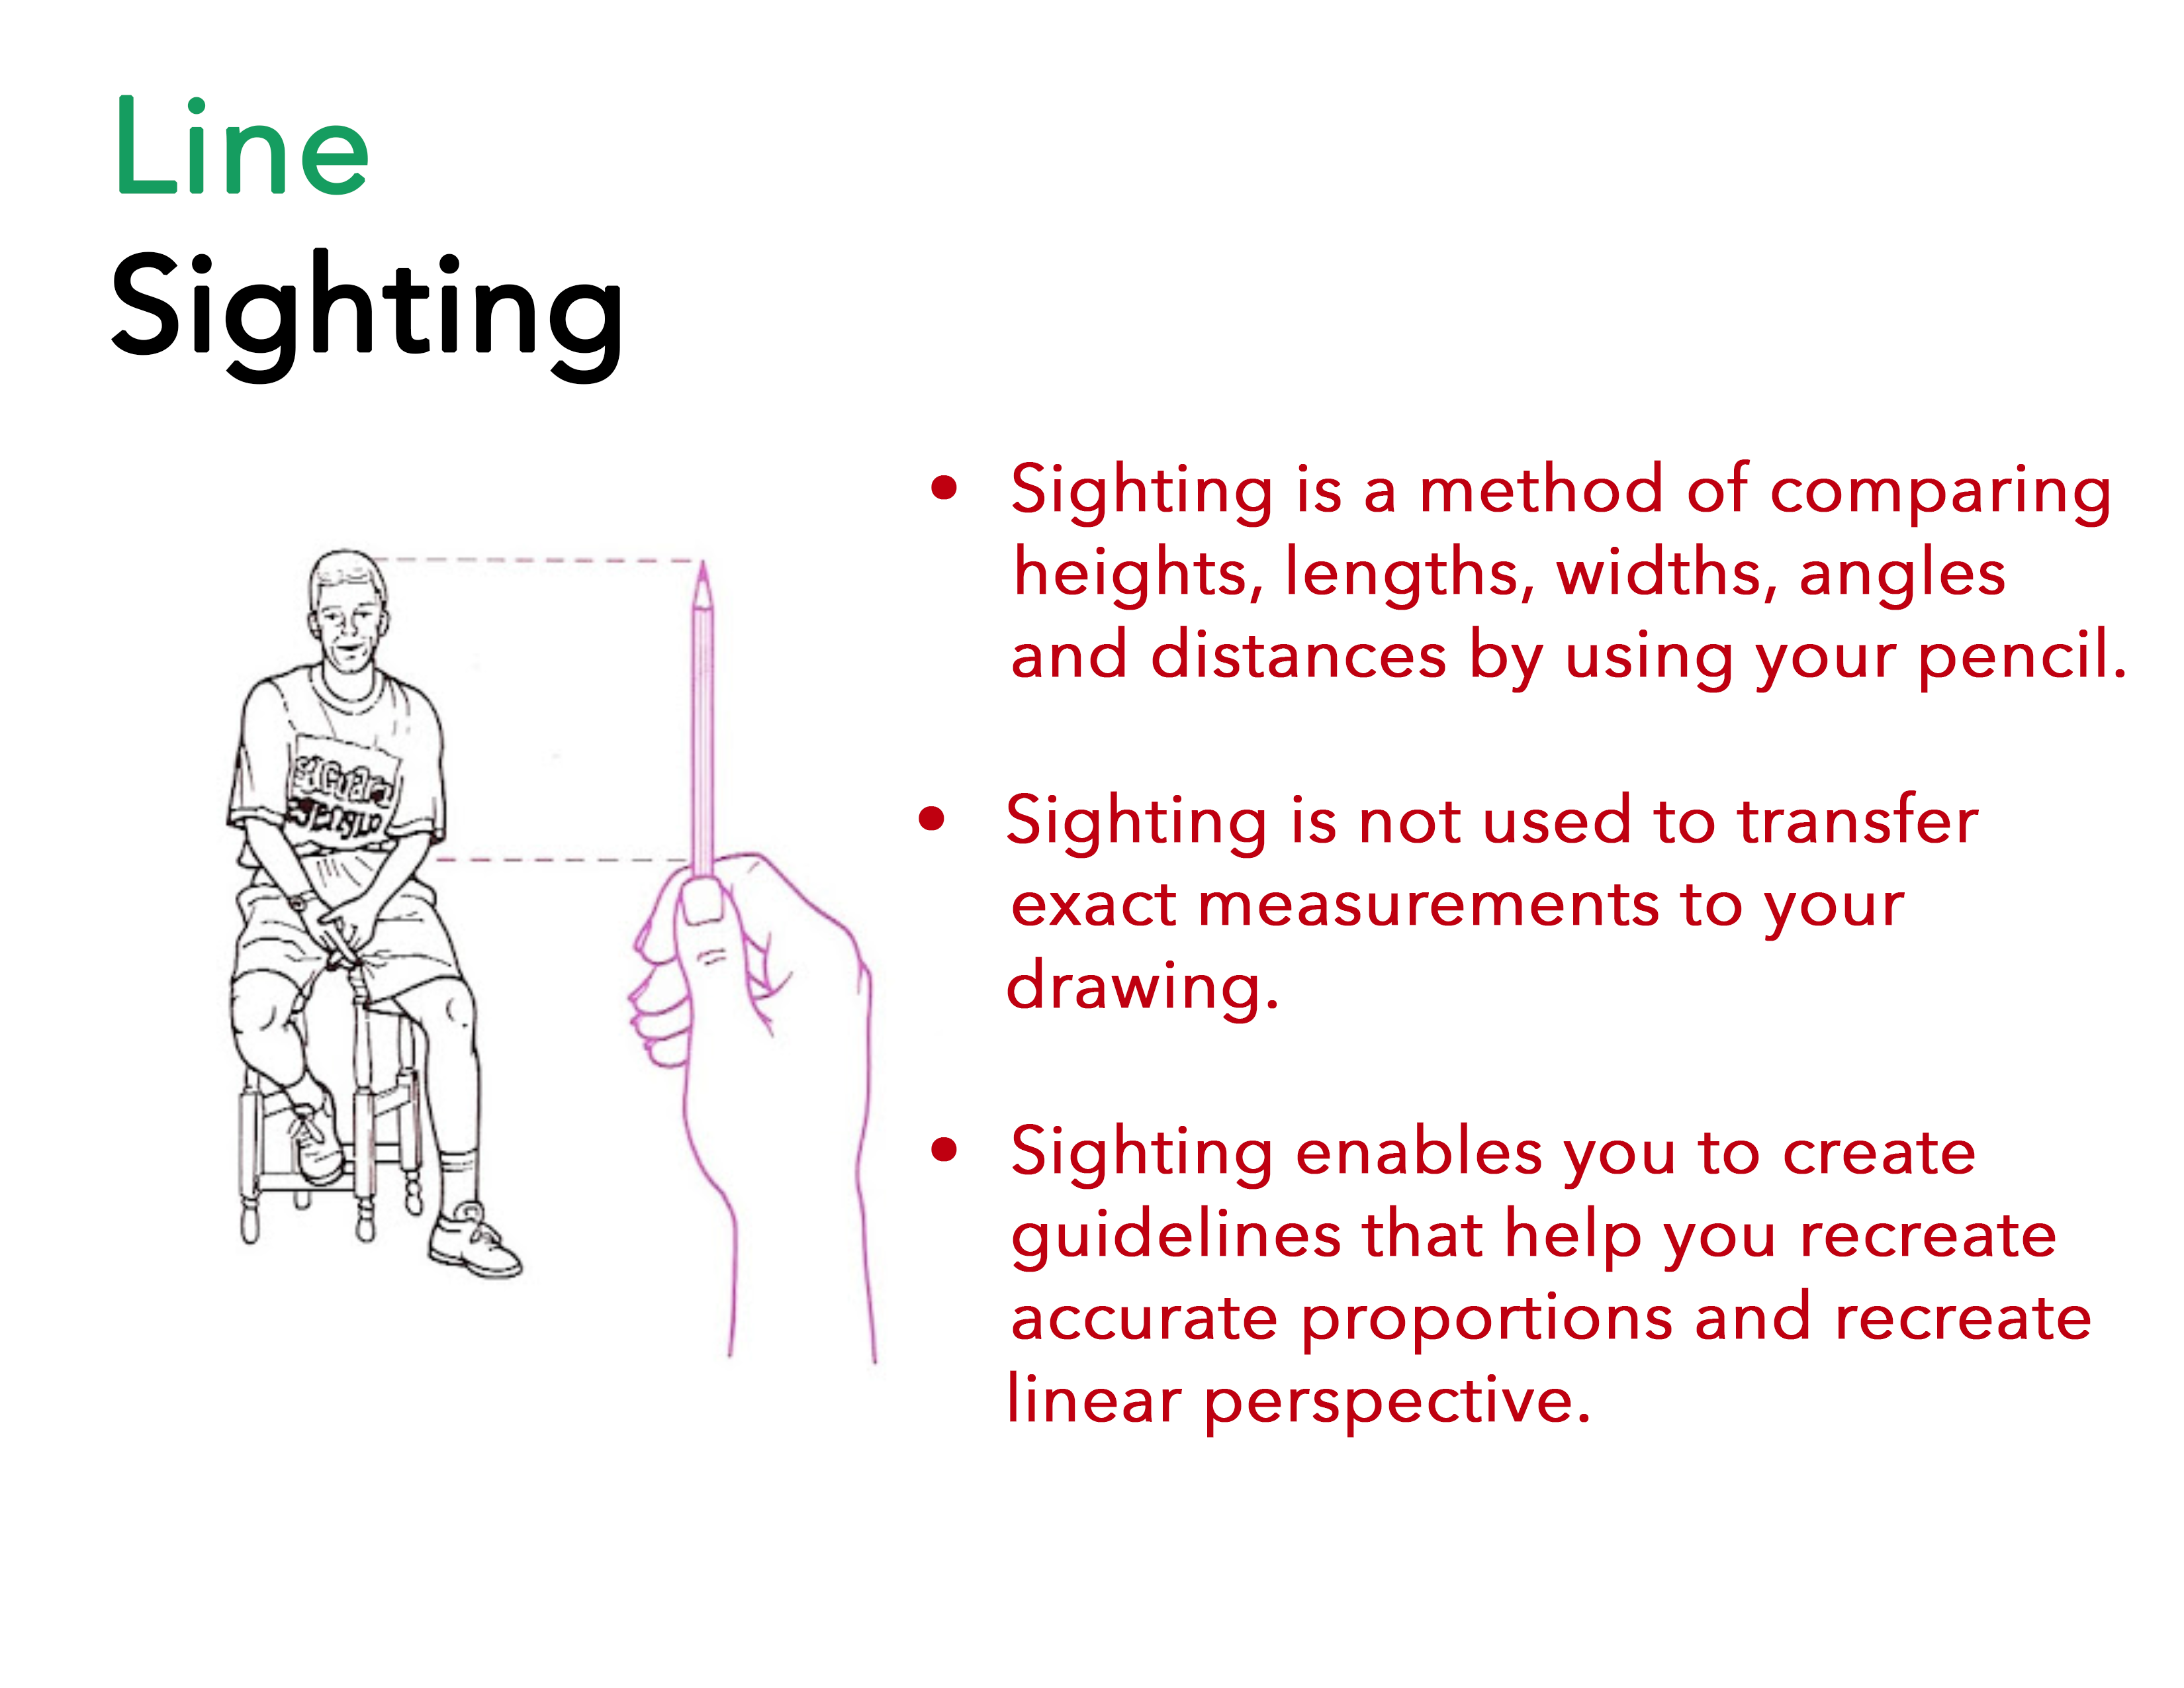 Line
Sighting
• Sighting is a method of comparing
heights, lengths, widths, angles
and distances by using your pencil.
• Sighting is not used to transfer
exact measurements to your
drawing.
• Sighting enables you to create
guidelines that help you recreate
accurate proportions and recreate
linear perspective.